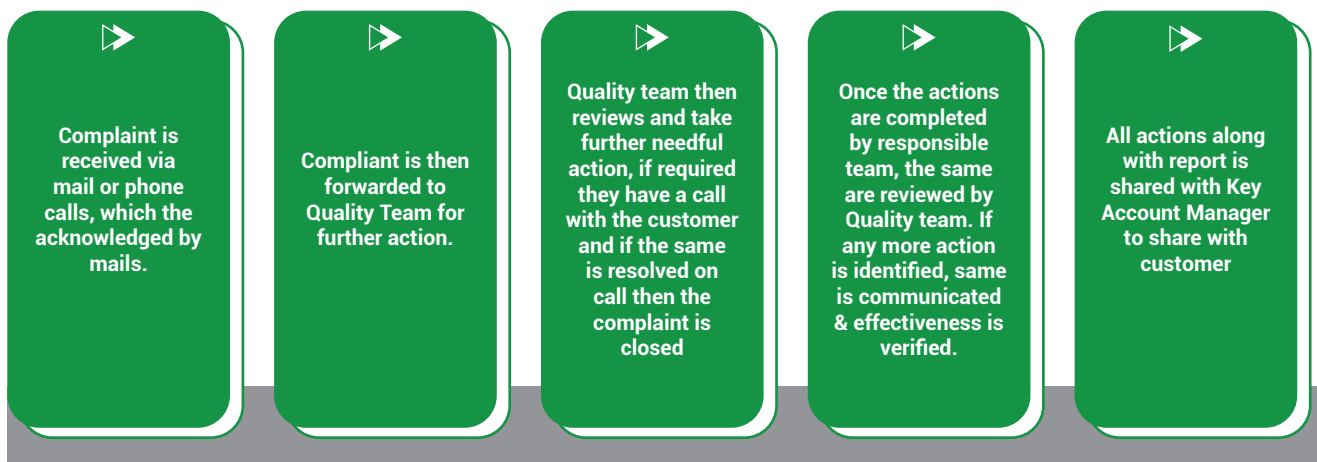 Complaint is
received via
mail or phone
calls, which the
acknowledged by
mails.
Compliant is then
forwarded to
Quality Team for
further action.
Quality team then
reviews and take
further needful
action, if required
they have a call
with the customer
and if the same
is resolved on
call then the
complaint is
closed
Once the actions
are completed
by responsible
team, the same
are reviewed by
Quality team. If
any more action
is identified, same
is communicated
& effectiveness is
verified.
All actions along
with report is
shared with Key
Account Manager
to share with
customer